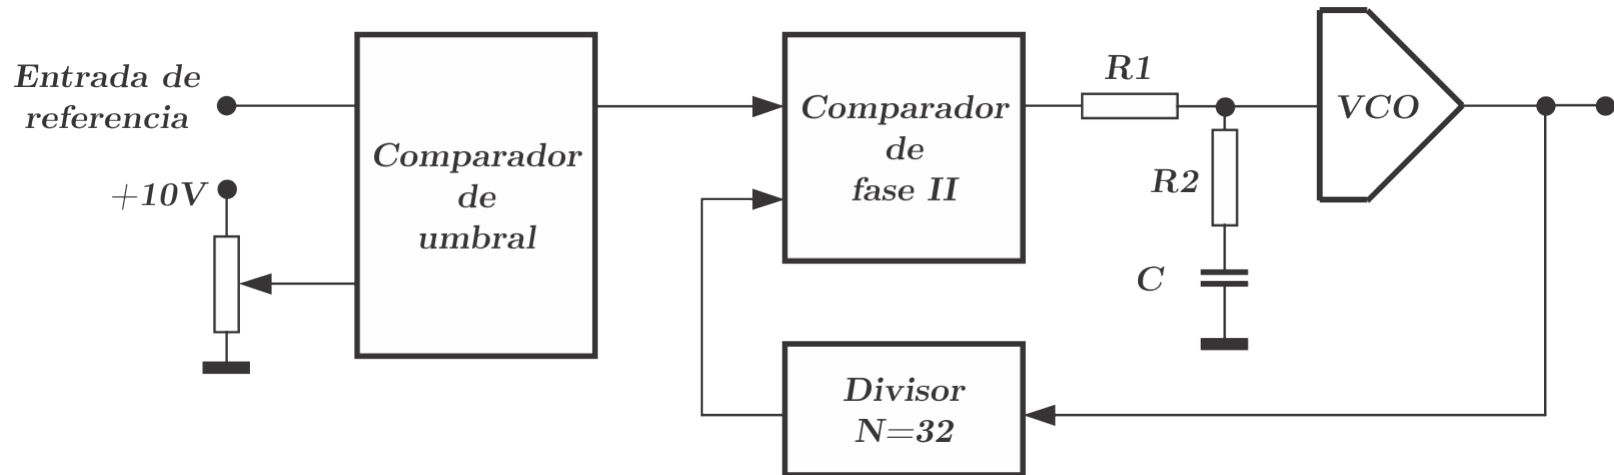 Entrada de
referencia
+10V
Comparador
de
umbral
Comparador
de
fase II
R1
R2
C
VCO
Divisor
N=32